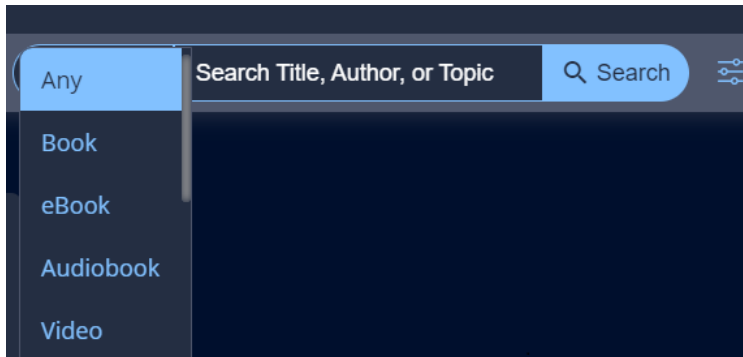 Any
Search Title, Author, or Topic
Search
Book
eBook
Audiobook
Video